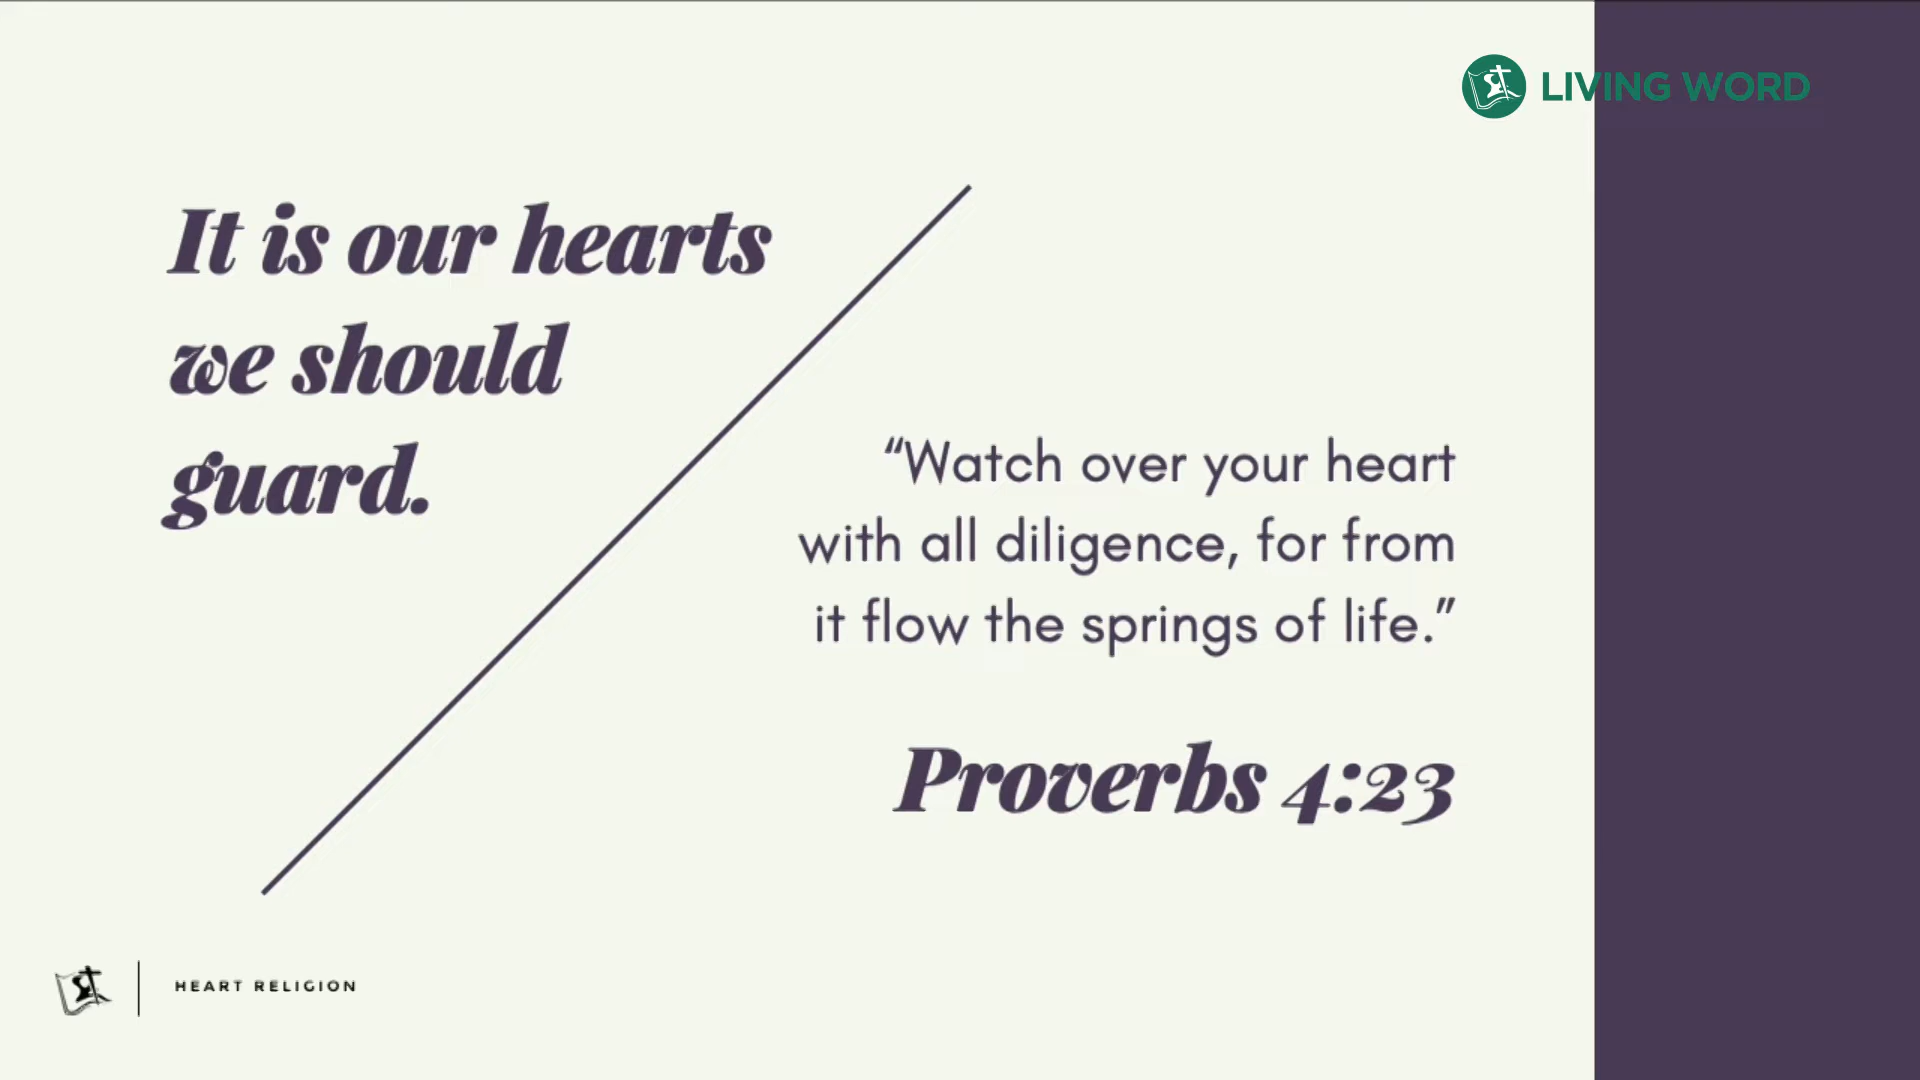 LIVING WORD
It is our hearts
we should
guard.
“Watch over your heart
with all diligence, for from
it flow the springs of life.”
Proverbs 4:23
HEART RELIGION